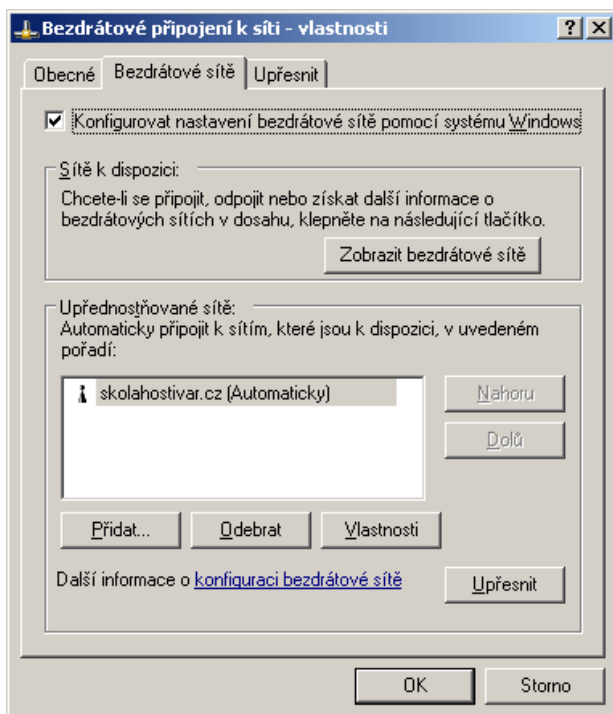 Bezdrátové připojení k síti - vlastnosti
Obecné Bezdrátové sítě Upřesnit
Konfigurovat nastavení bezdrátové sítě pomocí systému Windows
Sítě k dispozici:
Chcete-li se připojit, odpojit nebo získat další informace o
bezdrátových sítích v dosahu, klepněte na následující tlačítko.
Zobrazit bezdrátové sítě
Upřednostňované sítě:
Automaticky připojit k sítím, které jsou k dispozici, v uvedeném
pořadí:
skolahostivar.cz (Automaticky)
Nahoru
Dolů
Přidat... Odebrat Vlastnosti
Další informace o konfiguraci bezdrátové sítě
Upřesnit
OK Storno